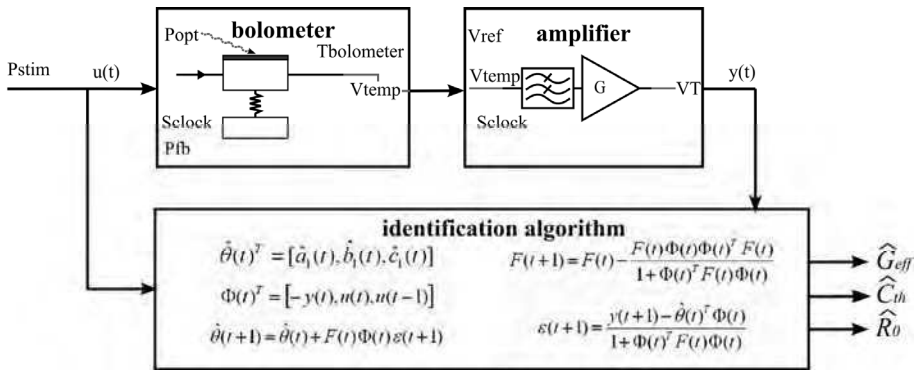 Pstim
u(t)
bolometer
Popt
Tbolometer
Vtemp
Sclock
Pfb
amplifier
Vref
Vtemp
G
VT
Sclock
y(t)
identification algorithm
θ̂(t)ᵀ = [â₁(t), b̂₁(t), ĉ₁(t)]
Φ(t)ᵀ = [−y(t), u(t), u(t−1)]
θ̂(t+1) = θ̂(t) + F(t)Φ(t)ε(t+1)
F(t+1) = F(t) − F(t)Φ(t)Φ(t)ᵀF(t) / 1+Φ(t)ᵀF(t)Φ(t)
ε(t+1) = y(t+1) − θ̂(t)ᵀΦ(t) / 1+Φ(t)ᵀF(t)Φ(t)
Ĝeff
Ĉth
R̂0